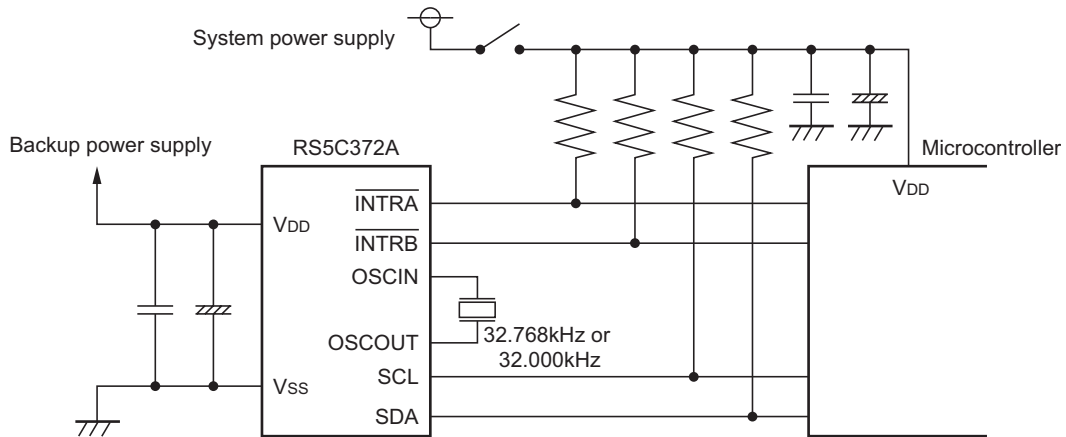 System power supply
Backup power supply
RS5C372A
Microcontroller
VDD
INTRA
VDD
INTRB
OSCIN
OSCOUT
32.768kHz or
32.000kHz
SCL
VSS
SDA